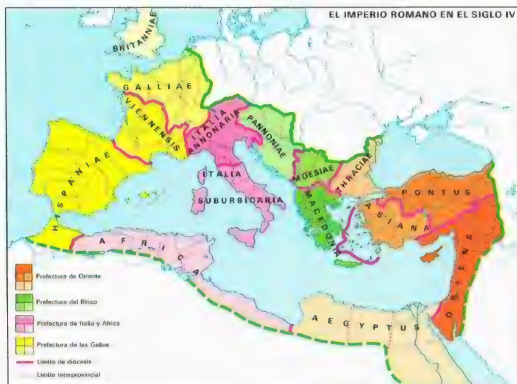 EL IMPERIO ROMANO EN EL SIGLO IV
BRITANNIAE
GALLIAE
VIENNENSIS
ITALIA
ANNONARIA
PANNONIAE
HISPANIAE
ITALIA
SUBURBICARIA
MOESIAE
THRACIAE
MACEDONIA
PONTUS
ASIANA
ORIENS
AFRICA
AEGYPTUS
Prefectura de Oriente
Prefectura del Ilírico
Prefectura de Italia y Africa
Prefectura de las Galias
Límite de diócesis
Límite interprovincial